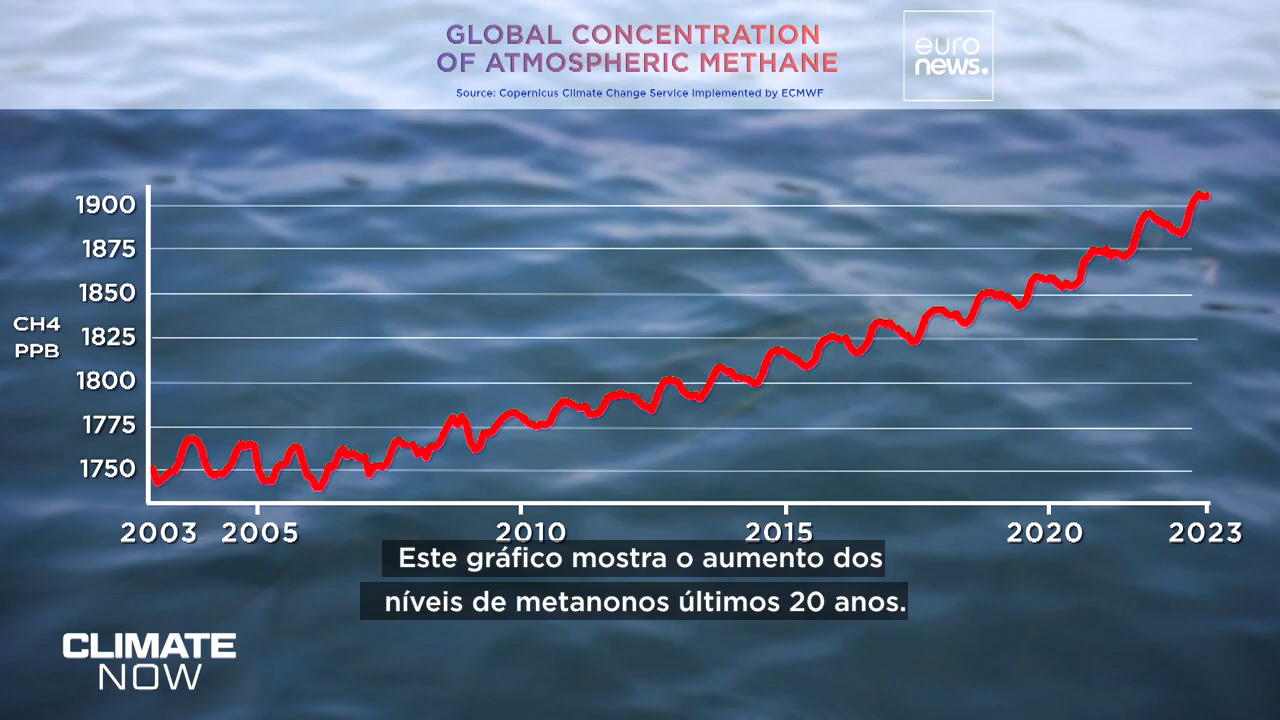 GLOBAL CONCENTRATION
OF ATMOSPHERIC METHANE
Source: Copernicus Climate Change Service implemented by ECMWF
euro
news.
1900
1875
1850
CH4
PPB
1825
1800
1775
1750
2003 2005 2010 2015 2020 2023
Este gráfico mostra o aumento dos
níveis de metanonos últimos 20 anos.
CLIMATE
NOW